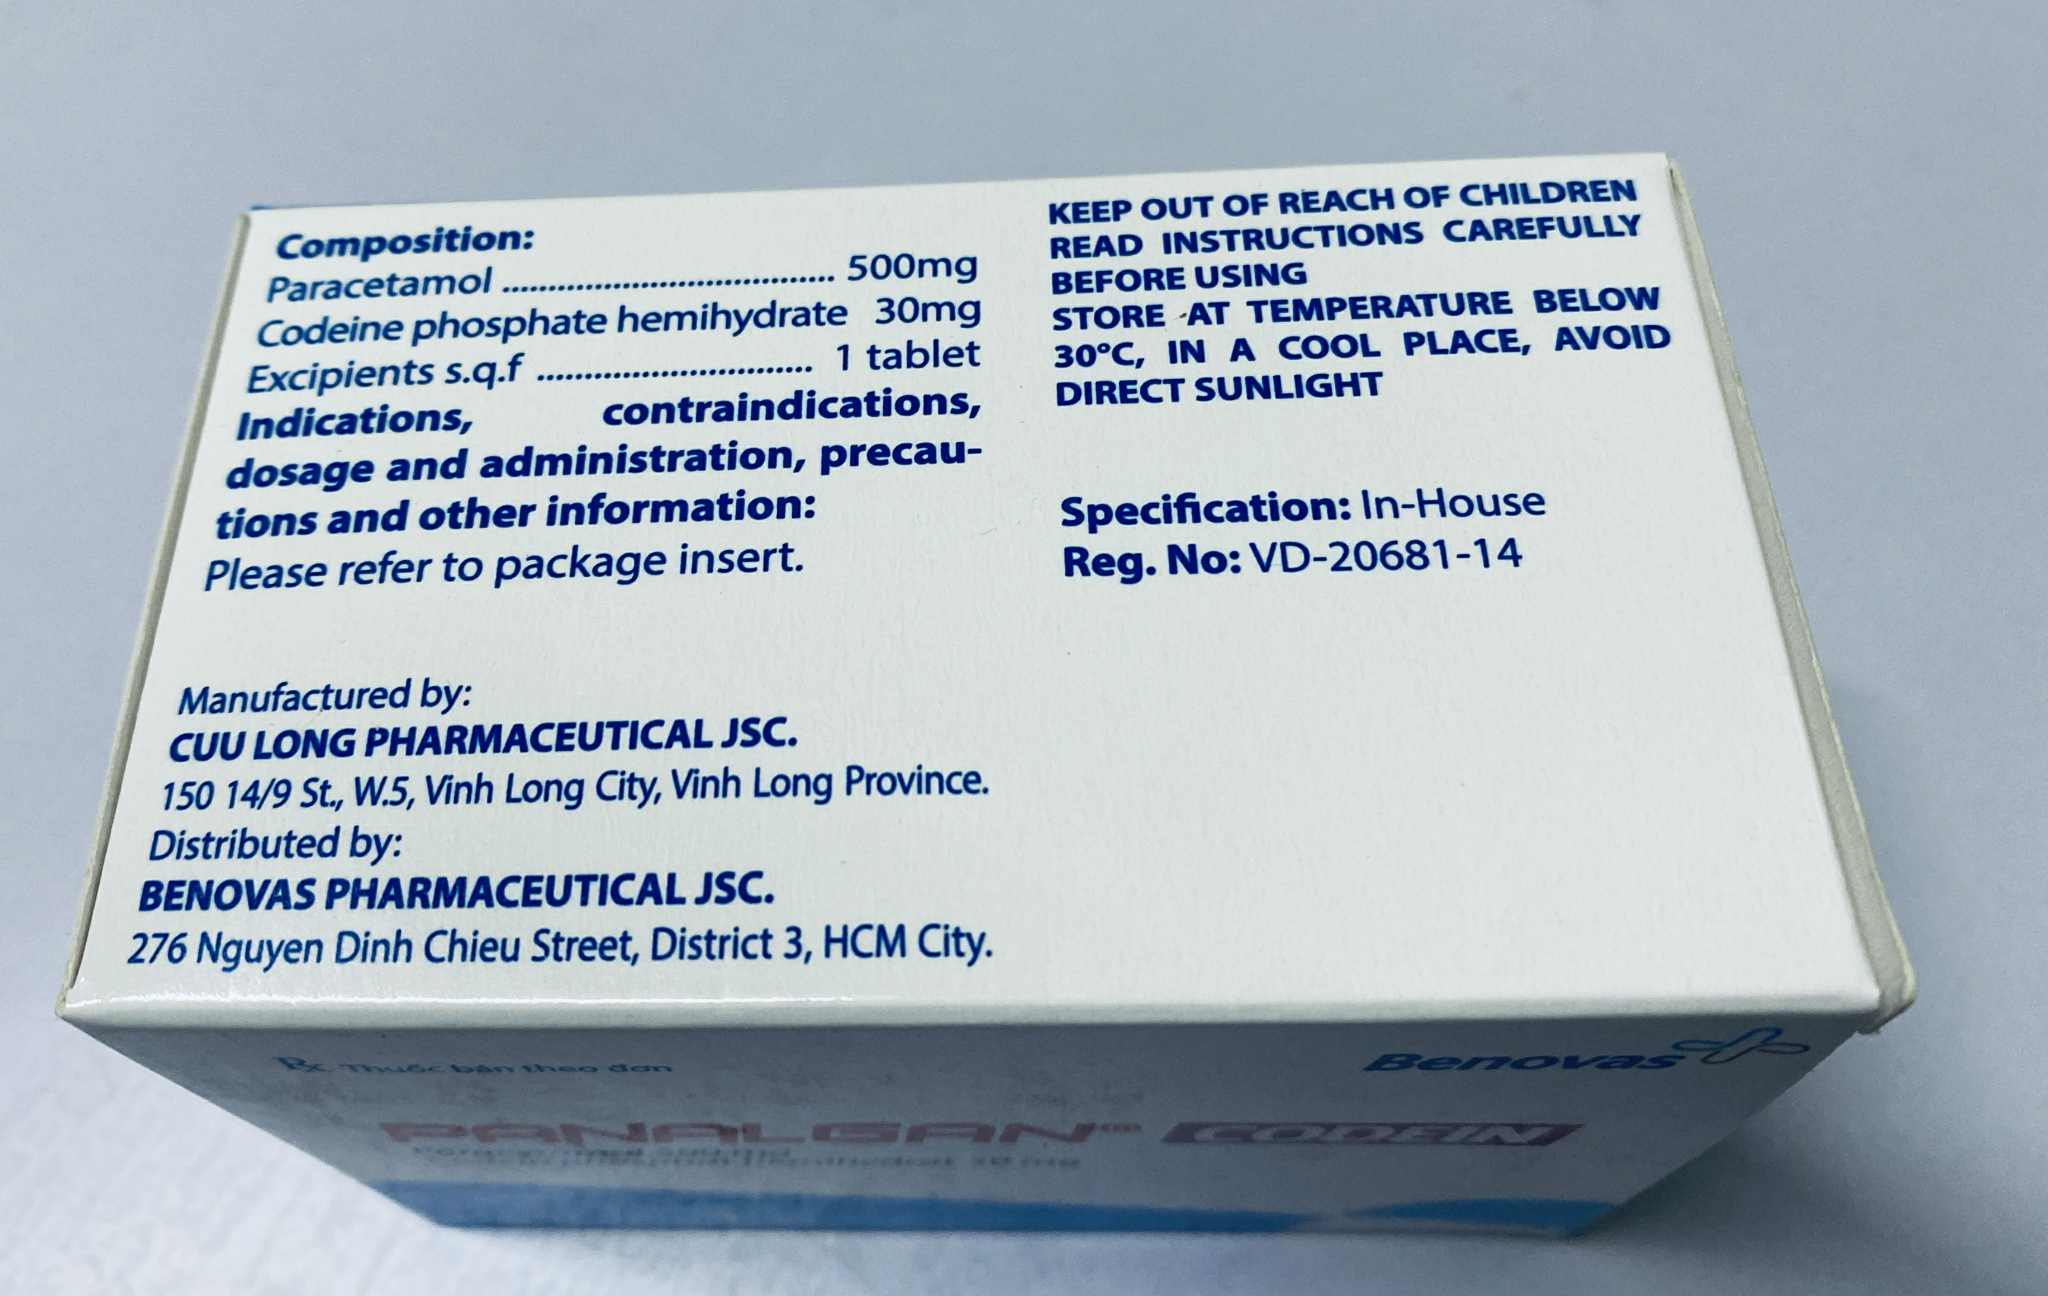 Composition:
Paracetamol .................................... 500mg
Codeine phosphate hemihydrate 30mg
Excipients s.q.f .............................. 1 tablet
Indications, contraindications,
dosage and administration, precau-
tions and other information:
Please refer to package insert.
Manufactured by:
CUU LONG PHARMACEUTICAL JSC.
150 14/9 St., W.5, Vinh Long City, Vinh Long Province.
Distributed by:
BENOVAS PHARMACEUTICAL JSC.
276 Nguyen Dinh Chieu Street, District 3, HCM City.
KEEP OUT OF REACH OF CHILDREN
READ INSTRUCTIONS CAREFULLY
BEFORE USING
STORE AT TEMPERATURE BELOW
30°C, IN A COOL PLACE, AVOID
DIRECT SUNLIGHT
Specification: In-House
Reg. No: VD-20681-14
Rx Thuốc bán theo đơn
Benovas
PANALGAN® CODEIN